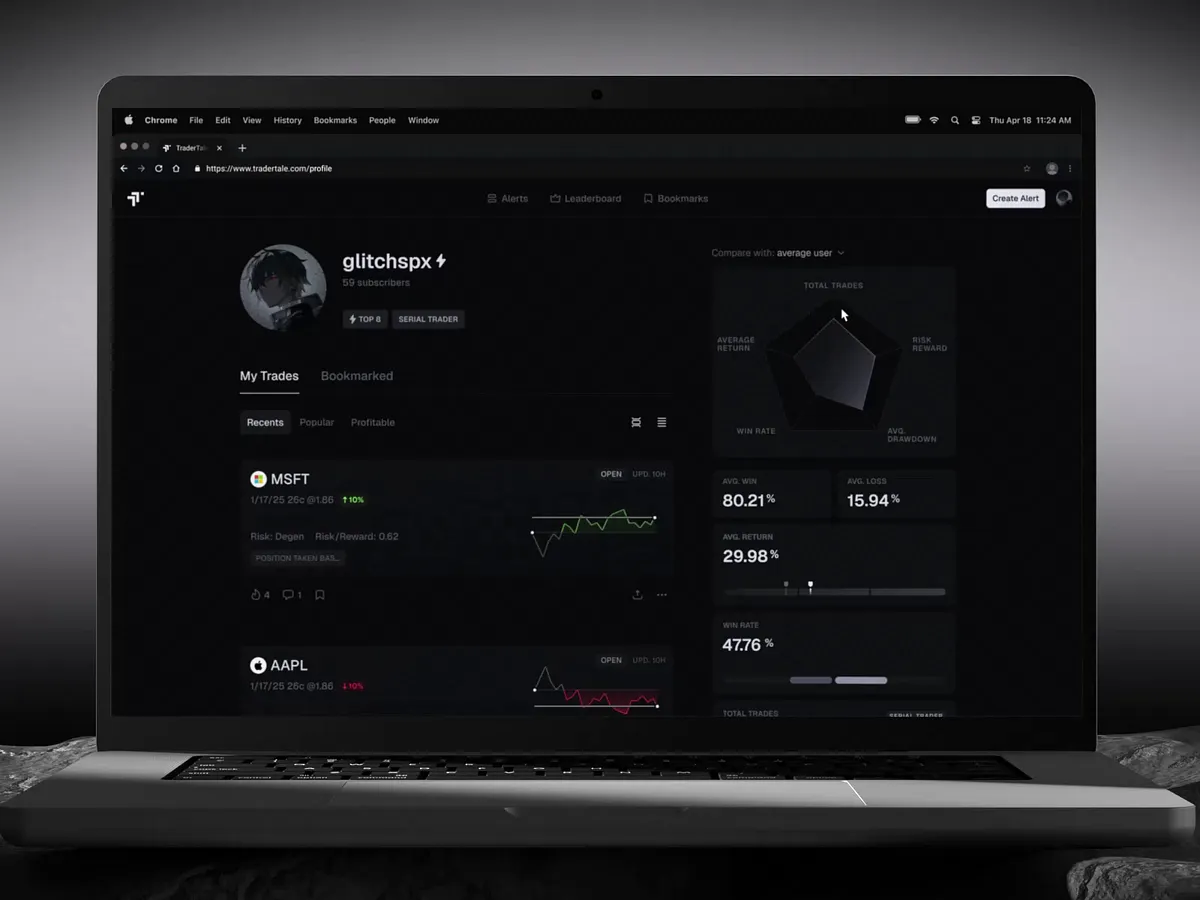 Chrome File Edit View History Bookmarks People Window
Thu Apr 18 11:24 AM
TraderTale
https://www.tradertale.com/profile
Alerts Leaderboard Bookmarks
Create Alert
glitchspx
59 subscribers
TOP 8 SERIAL TRADER
My Trades Bookmarked
Recents Popular Profitable
MSFT
OPEN UPD. 10H
1/17/25 26c @1.86 ↑10%
Risk: Degen Risk/Reward: 0.62
POSITION TAKEN BAS...
4 1
AAPL
OPEN UPD. 10H
1/17/25 26c @1.86 ↓10%
Compare with: average user
TOTAL TRADES
AVERAGE
RETURN
RISK
REWARD
WIN RATE
AVG.
DRAWDOWN
AVG. WIN
80.21%
AVG. LOSS
15.94%
AVG. RETURN
29.98%
WIN RATE
47.76 %
TOTAL TRADES
SERIAL TRADER